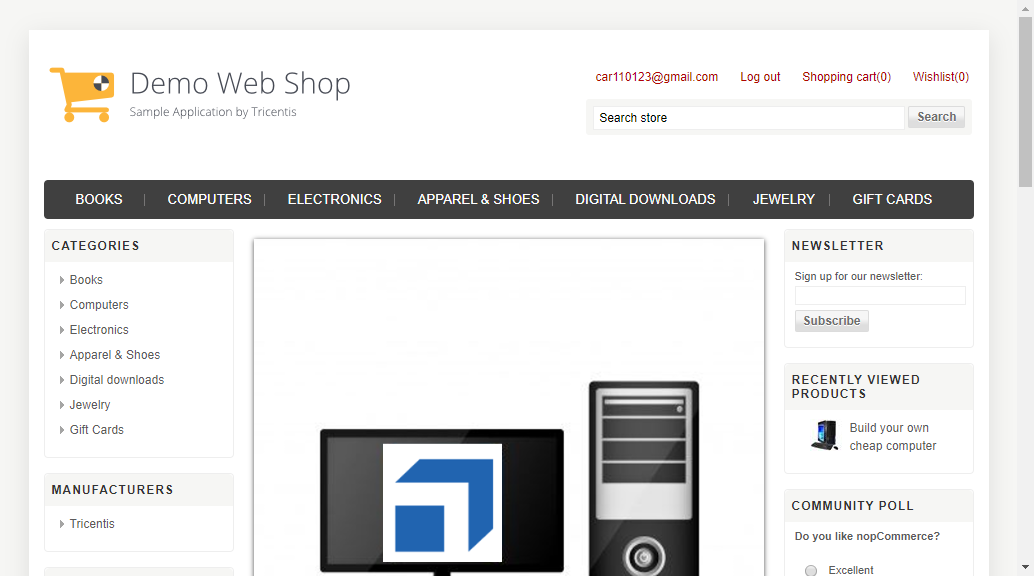 Demo Web Shop
Sample Application by Tricentis
car110123@gmail.com Log out Shopping cart(0) Wishlist(0)
Search store Search
BOOKS COMPUTERS ELECTRONICS APPAREL & SHOES DIGITAL DOWNLOADS JEWELRY GIFT CARDS
CATEGORIES
Books
Computers
Electronics
Apparel & Shoes
Digital downloads
Jewelry
Gift Cards
MANUFACTURERS
Tricentis
NEWSLETTER
Sign up for our newsletter:
Subscribe
RECENTLY VIEWED
PRODUCTS
Build your own
cheap computer
COMMUNITY POLL
Do you like nopCommerce?
Excellent